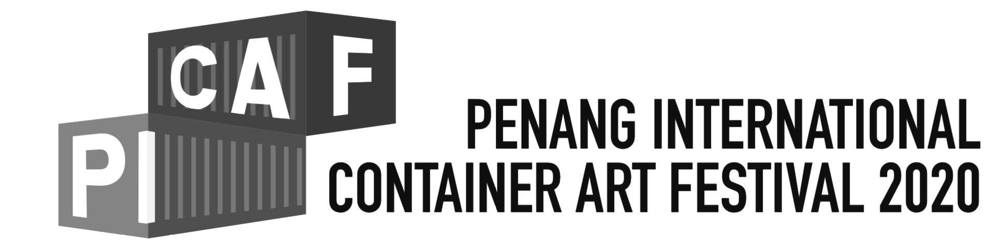 CAF
PI
PENANG INTERNATIONAL
CONTAINER ART FESTIVAL 2020